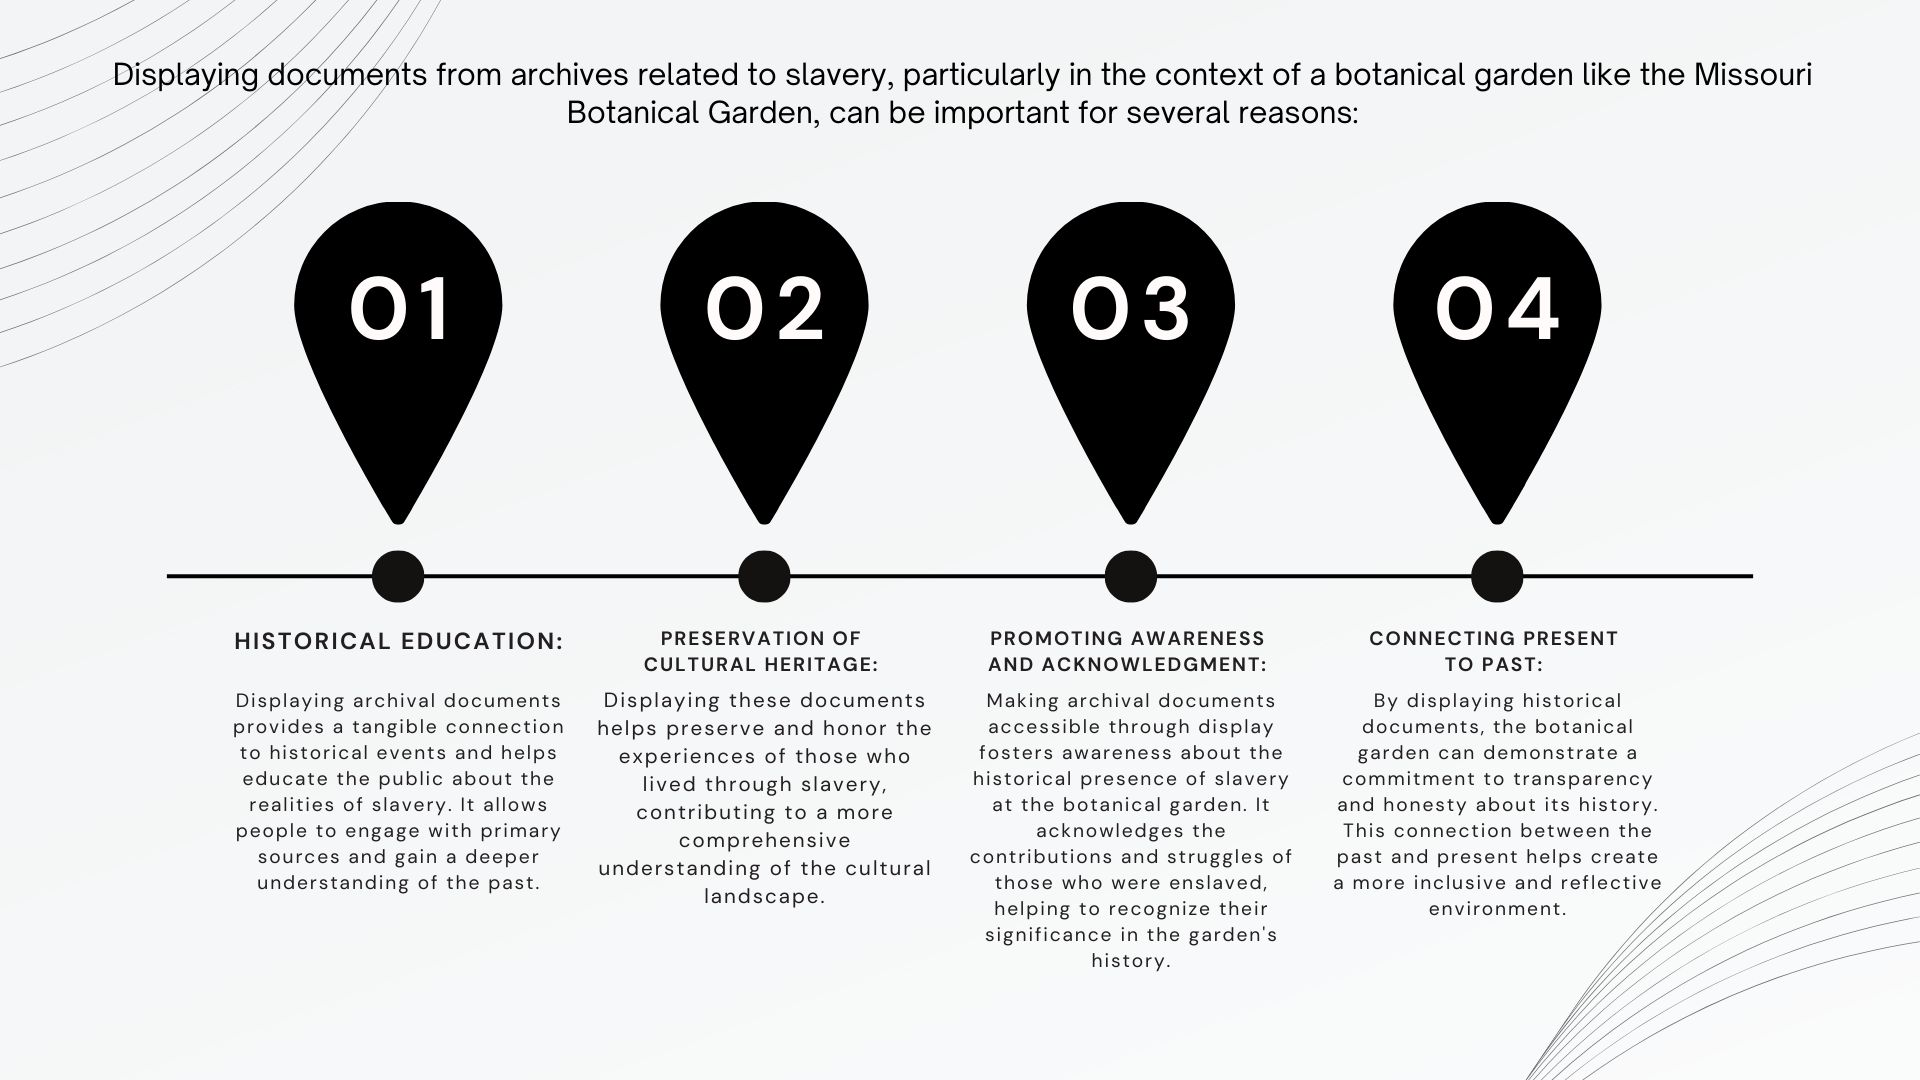 Displaying documents from archives related to slavery, particularly in the context of a botanical garden like the Missouri
Botanical Garden, can be important for several reasons:
01
HISTORICAL EDUCATION:
Displaying archival documents
provides a tangible connection
to historical events and helps
educate the public about the
realities of slavery. It allows
people to engage with primary
sources and gain a deeper
understanding of the past.
02
PRESERVATION OF
CULTURAL HERITAGE:
Displaying these documents
helps preserve and honor the
experiences of those who
lived through slavery,
contributing to a more
comprehensive
understanding of the cultural
landscape.
03
PROMOTING AWARENESS
AND ACKNOWLEDGMENT:
Making archival documents
accessible through display
fosters awareness about the
historical presence of slavery
at the botanical garden. It
acknowledges the
contributions and struggles of
those who were enslaved,
helping to recognize their
significance in the garden's
history.
04
CONNECTING PRESENT
TO PAST:
By displaying historical
documents, the botanical
garden can demonstrate a
commitment to transparency
and honesty about its history.
This connection between the
past and present helps create
a more inclusive and reflective
environment.